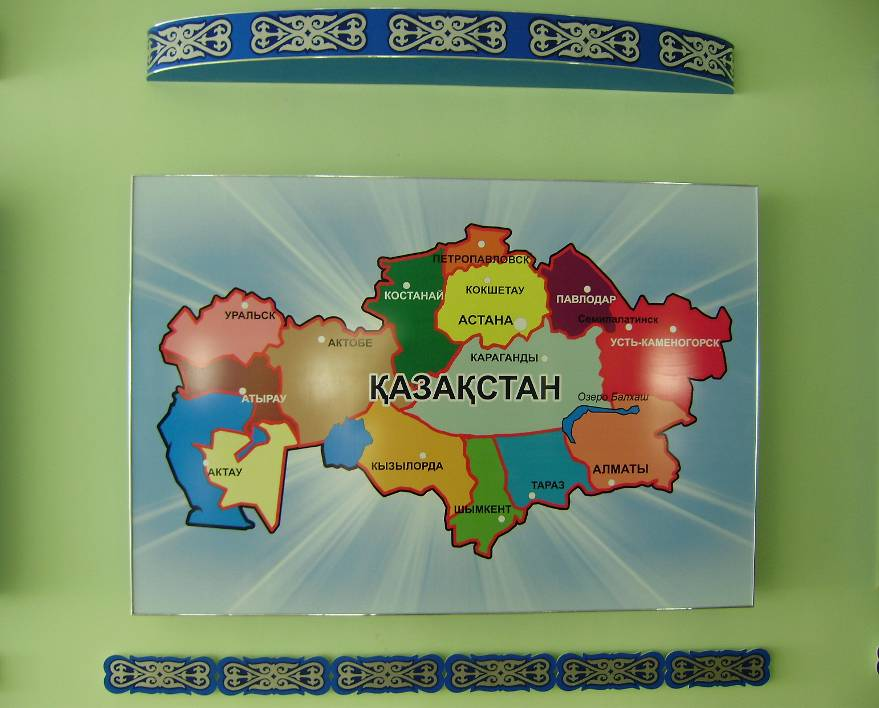 ПЕТРОПАВЛОВСК
КОСТАНАЙ
КОКШЕТАУ
ПАВЛОДАР
УРАЛЬСК
АСТАНА
Семипалатинск
АКТОБЕ
УСТЬ-КАМЕНОГОРСК
КАРАГАНДЫ
ҚАЗАҚСТАН
АТЫРАУ
Озеро Балхаш
КЫЗЫЛОРДА
АЛМАТЫ
АКТАУ
ТАРАЗ
ШЫМКЕНТ